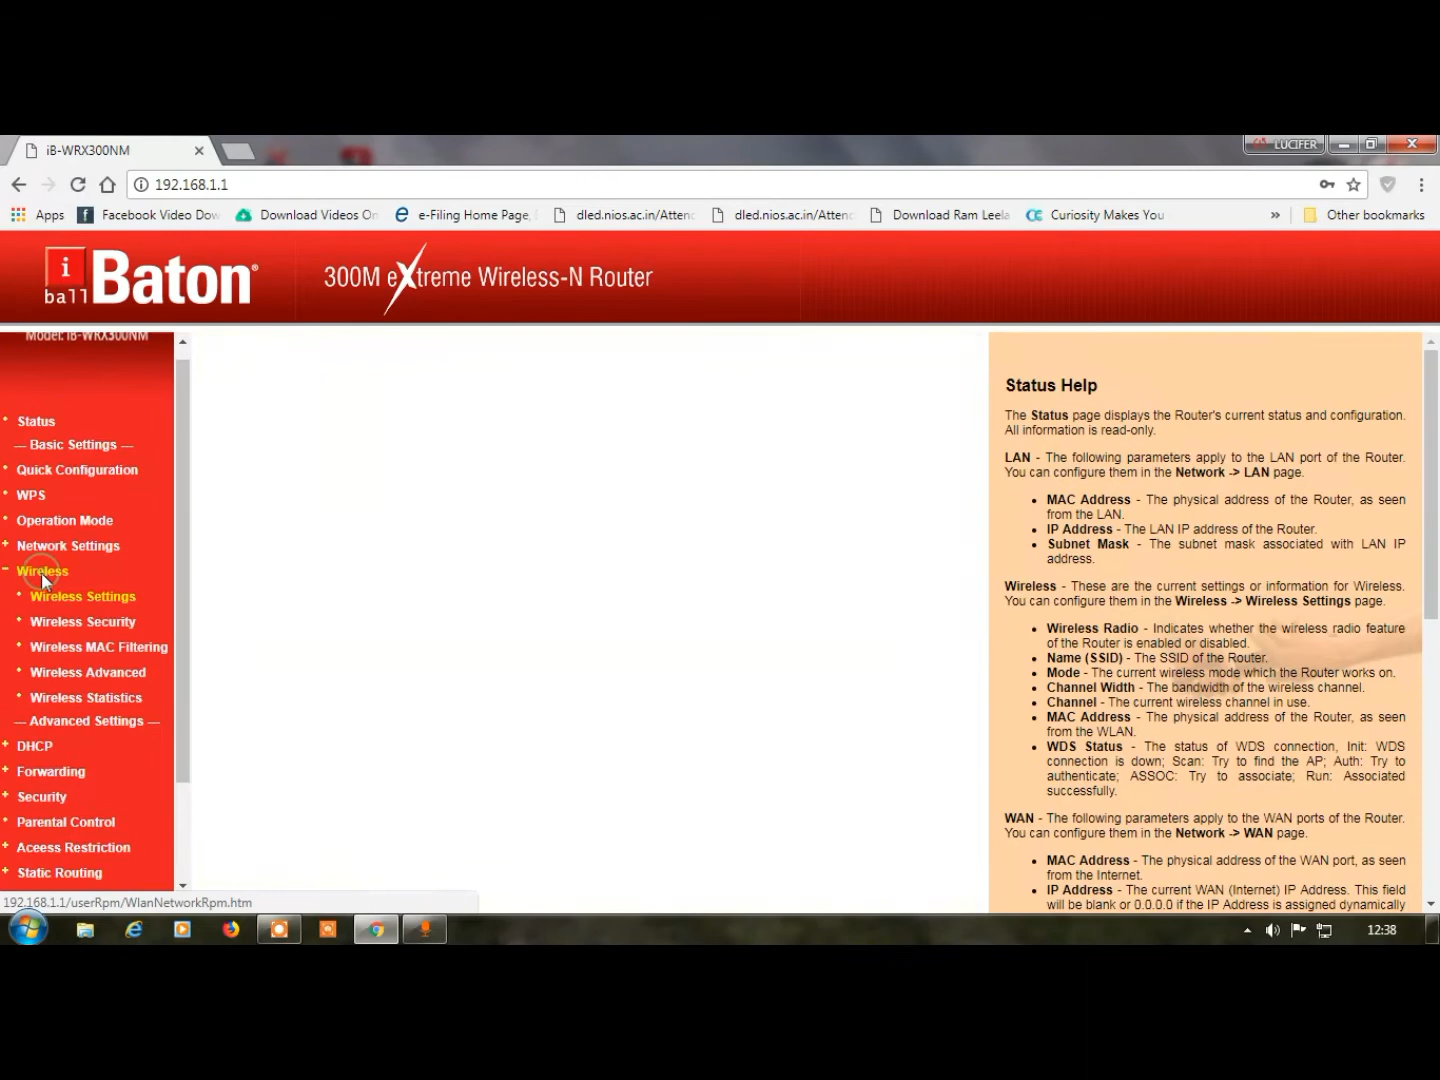 iB-WRX300NM
LUCIFER
192.168.1.1
Apps
Facebook Video Dow
Download Videos On
e-Filing Home Page,
dled.nios.ac.in/Atten
dled.nios.ac.in/Atten
Download Ram Leela
Curiosity Makes You
»
Other bookmarks
i ball Baton®
300M eXtreme Wireless-N Router
Model: iB-WRX300NM
Status
— Basic Settings —
Quick Configuration
WPS
Operation Mode
+ Network Settings
− Wireless
Wireless Settings
Wireless Security
Wireless MAC Filtering
Wireless Advanced
Wireless Statistics
— Advanced Settings —
+ DHCP
+ Forwarding
+ Security
+ Parental Control
+ Aceess Restriction
+ Static Routing
Status Help
The Status page displays the Router's current status and configuration.
All information is read-only.
LAN - The following parameters apply to the LAN port of the Router.
You can configure them in the Network -> LAN page.
• MAC Address - The physical address of the Router, as seen
from the LAN.
• IP Address - The LAN IP address of the Router.
• Subnet Mask - The subnet mask associated with LAN IP
address.
Wireless - These are the current settings or information for Wireless.
You can configure them in the Wireless -> Wireless Settings page.
• Wireless Radio - Indicates whether the wireless radio feature
of the Router is enabled or disabled.
• Name (SSID) - The SSID of the Router.
• Mode - The current wireless mode which the Router works on.
• Channel Width - The bandwidth of the wireless channel.
• Channel - The current wireless channel in use.
• MAC Address - The physical address of the Router, as seen
from the WLAN.
• WDS Status - The status of WDS connection, Init: WDS
connection is down; Scan: Try to find the AP; Auth: Try to
authenticate; ASSOC: Try to associate; Run: Associated
successfully.
WAN - The following parameters apply to the WAN ports of the Router.
You can configure them in the Network -> WAN page.
• MAC Address - The physical address of the WAN port, as seen
from the Internet.
• IP Address - The current WAN (Internet) IP Address. This field
will be blank or 0.0.0.0 if the IP Address is assigned dynamically
192.168.1.1/userRpm/WlanNetworkRpm.htm
12:38